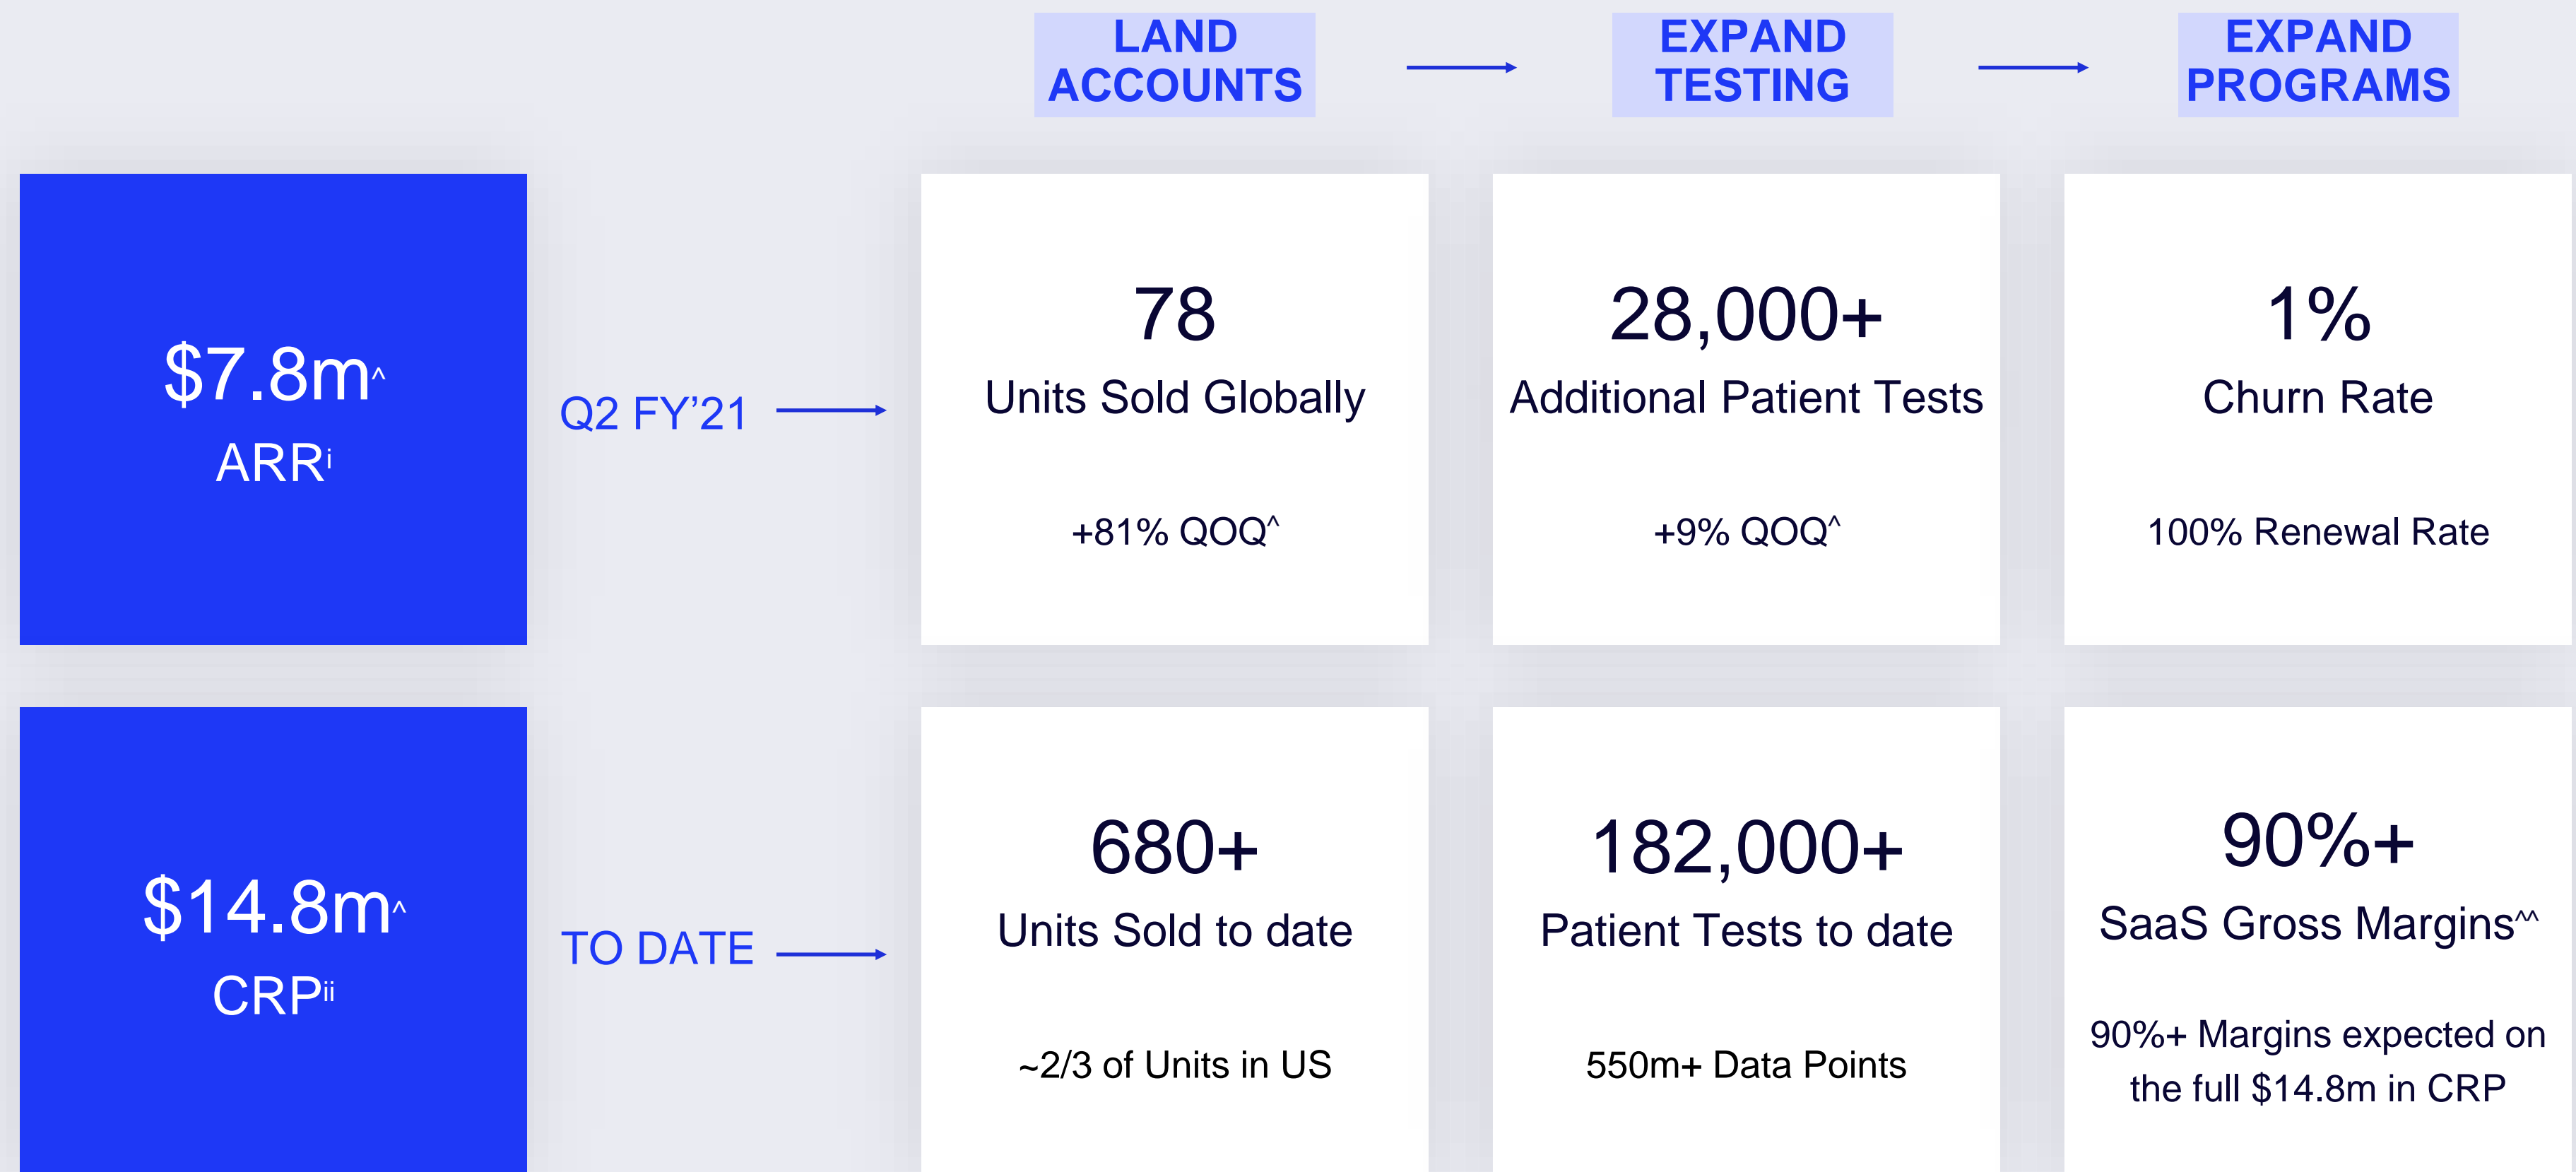 LAND
ACCOUNTS
EXPAND
TESTING
EXPAND
PROGRAMS
$7.8m^
ARRⁱ
Q2 FY’21
78
Units Sold Globally
+81% QOQ^
28,000+
Additional Patient Tests
+9% QOQ^
1%
Churn Rate
100% Renewal Rate
$14.8m^
CRPⁱⁱ
TO DATE
680+
Units Sold to date
~2/3 of Units in US
182,000+
Patient Tests to date
550m+ Data Points
90%+
SaaS Gross Margins^^
90%+ Margins expected on
the full $14.8m in CRP